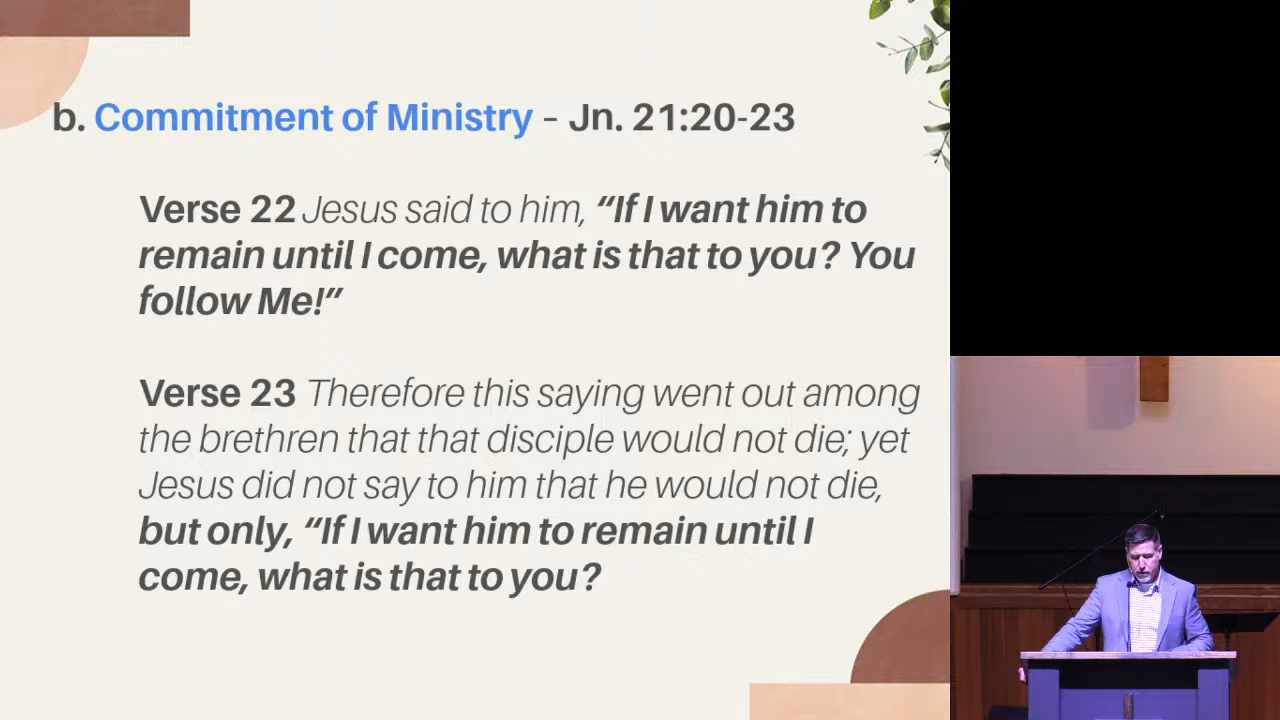 b. Commitment of Ministry – Jn. 21:20-23
Verse 22 Jesus said to him, “If I want him to
remain until I come, what is that to you? You
follow Me!”
Verse 23 Therefore this saying went out among
the brethren that that disciple would not die; yet
Jesus did not say to him that he would not die,
but only, “If I want him to remain until I
come, what is that to you?